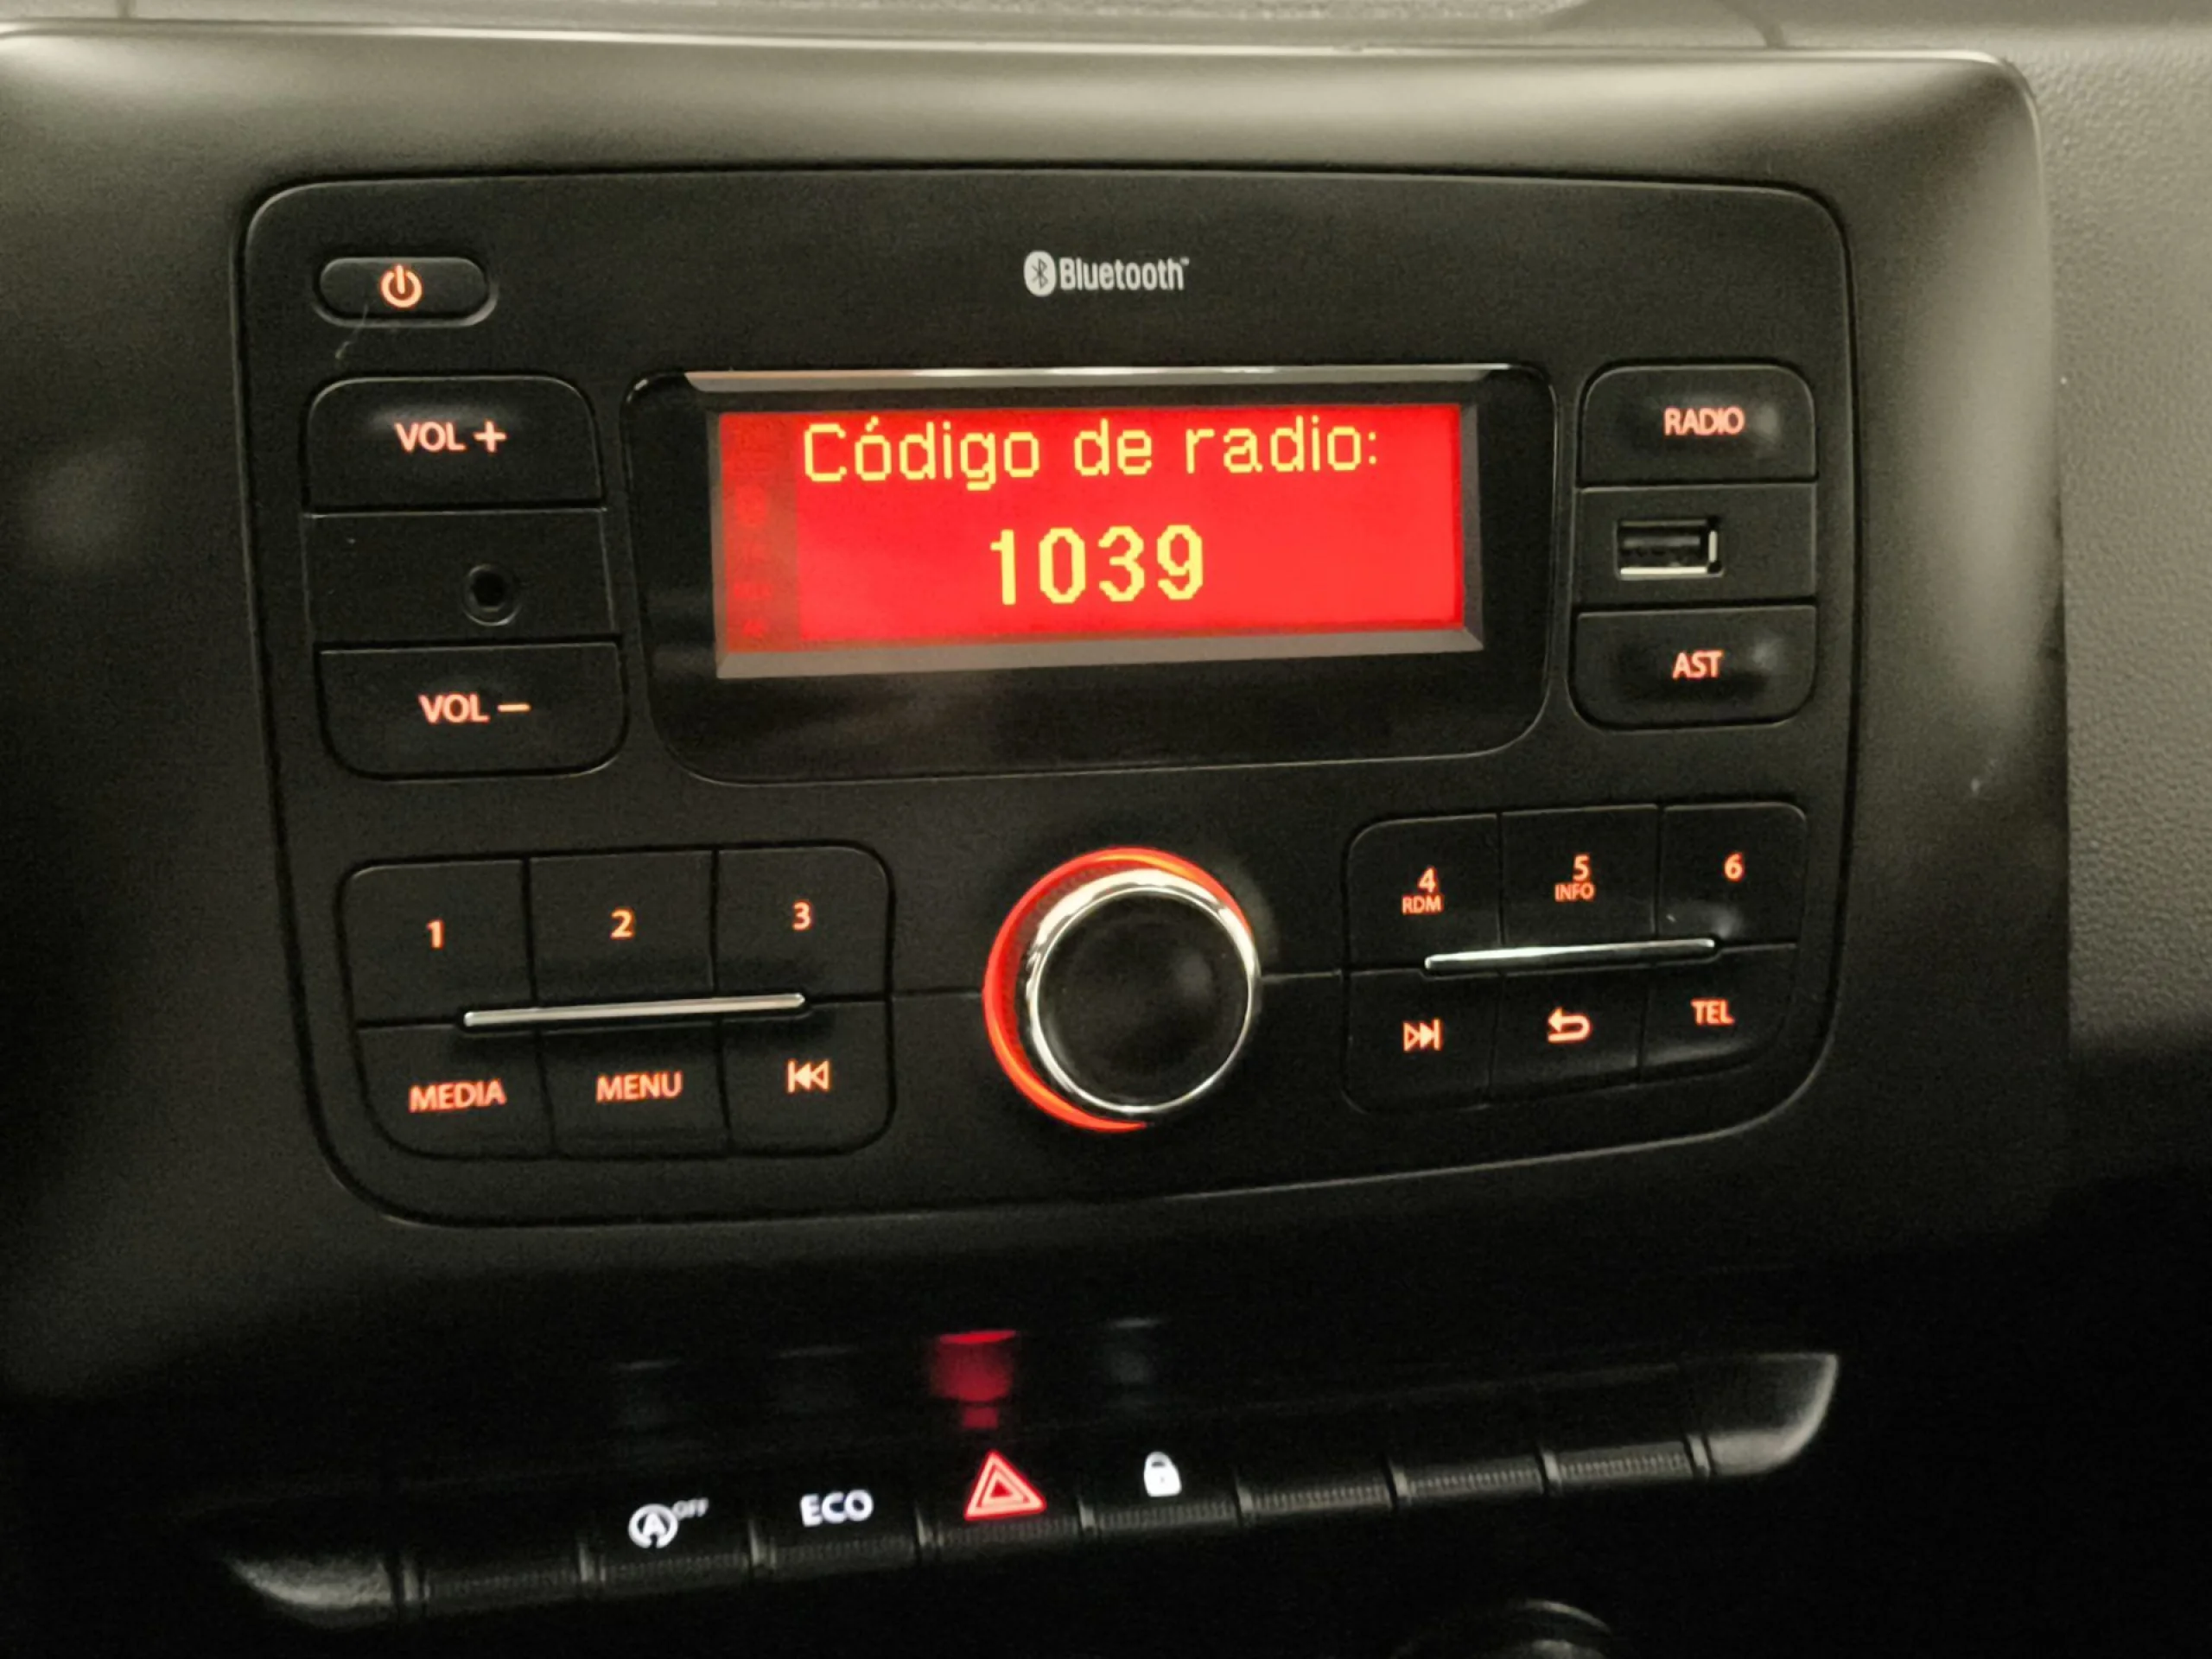 Bluetooth™
VOL +
Código de radio:
RADIO
1039
AST
VOL −
1
2
3
4
RDM
5
INFO
6
MEDIA
MENU
TEL
A OFF
ECO